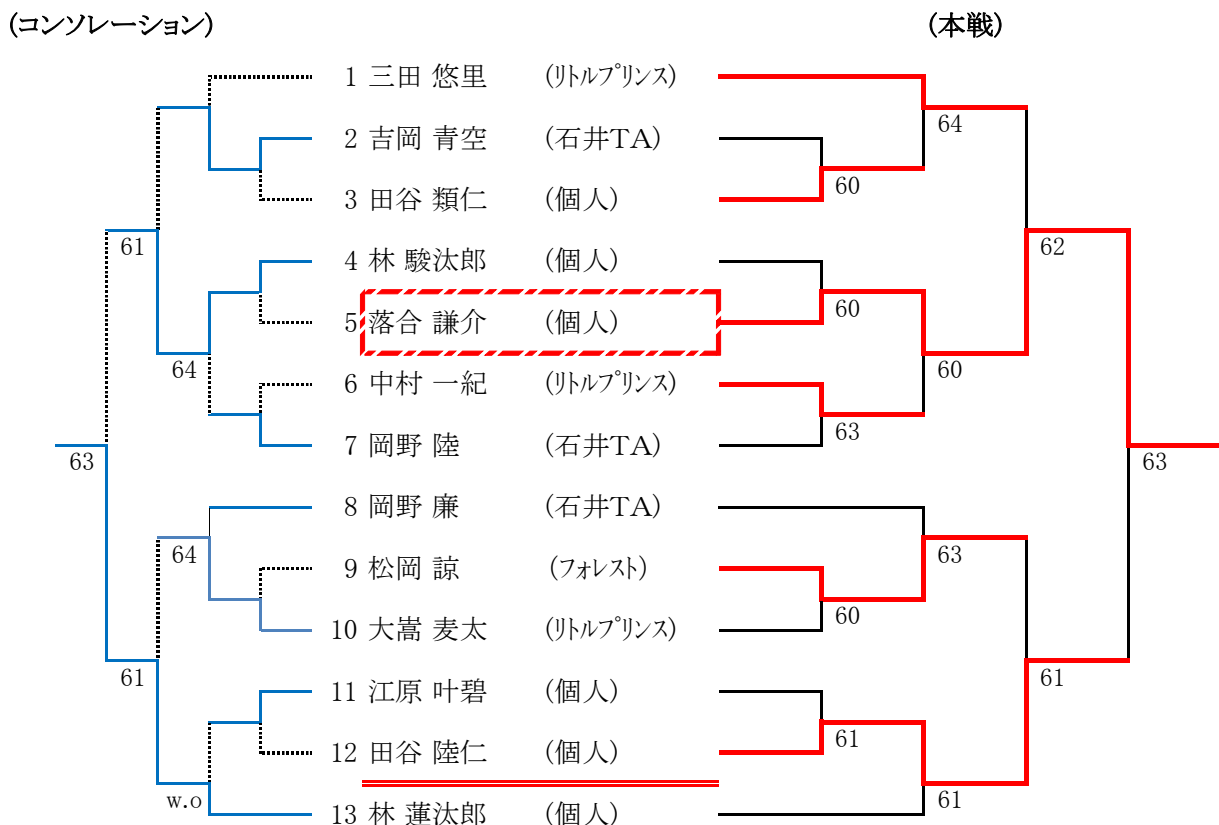 (コンソレーション) (本戦)
1 三田 悠里 (リトルプリンス)
64
2 吉岡 青空 (石井TA)
60
3 田谷 類仁 (個人)
61 62
4 林 駿汰郎 (個人)
60
5 落合 謙介 (個人)
64 60
6 中村 一紀 (リトルプリンス)
63
7 岡野 陸 (石井TA)
63 63
8 岡野 廉 (石井TA)
64 63
9 松岡 諒 (フォレスト)
60
10 大嵩 麦太 (リトルプリンス)
61 61
11 江原 叶碧 (個人)
61
12 田谷 陸仁 (個人)
w.o 61
13 林 蓮汰郎 (個人)